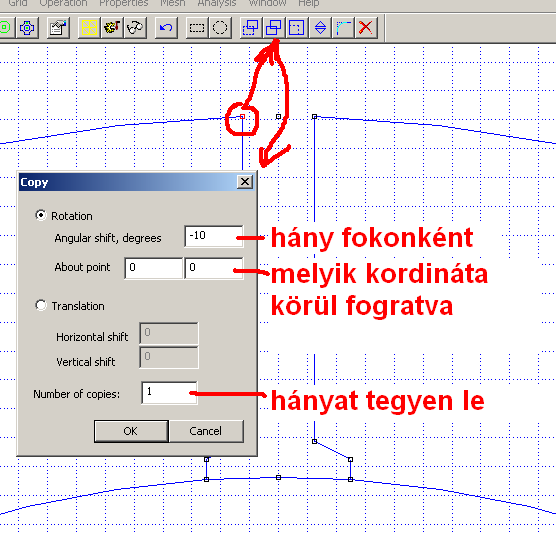 Grid Operation Properties Mesh Analysis Window Help
Copy
Rotation
Angular shift, degrees -10
hány fokonként
About point 0 0
melyik kordináta
körül fogratva
Translation
Horizontal shift 0
Vertical shift 0
Number of copies: 1
hányat tegyen le
OK Cancel